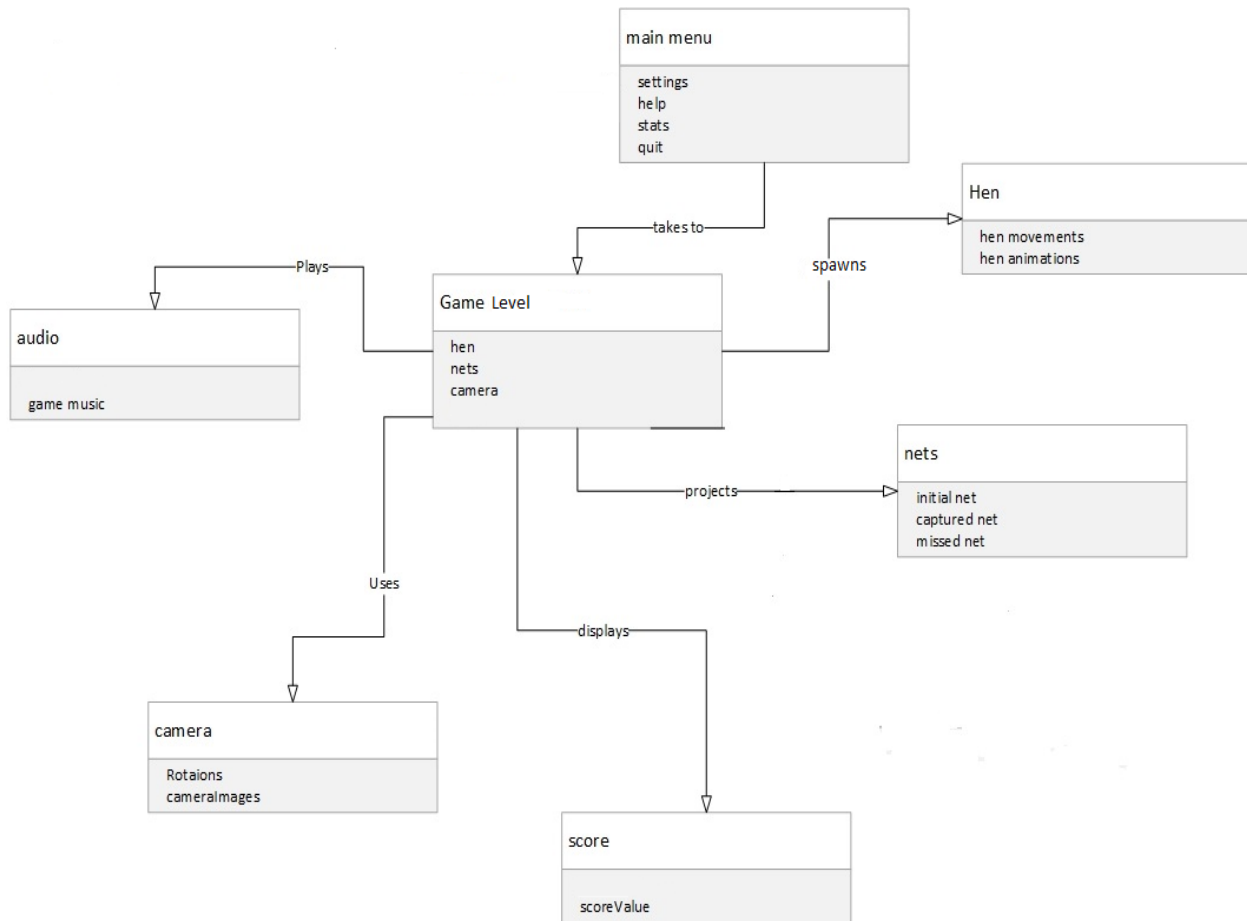 main menu
settings
help
stats
quit
takes to
Hen
hen movements
hen animations
spawns
Plays
audio
game music
Game Level
hen
nets
camera
nets
initial net
captured net
missed net
projects
Uses
displays
camera
Rotaions
cameraImages
score
scoreValue